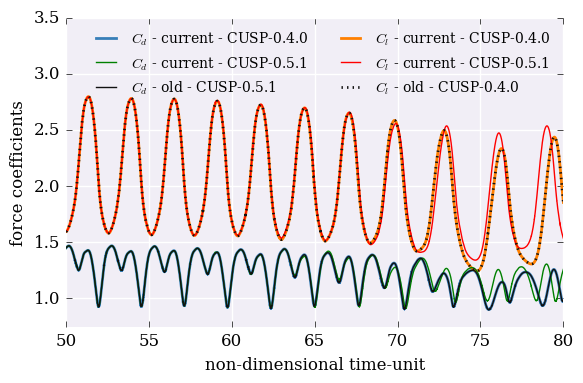 3.5
3.0
2.5
2.0
1.5
1.0
force coefficients
C_d - current - CUSP-0.4.0
C_d - current - CUSP-0.5.1
C_d - old - CUSP-0.5.1
C_l - current - CUSP-0.4.0
C_l - current - CUSP-0.5.1
C_l - old - CUSP-0.4.0
50 55 60 65 70 75 80
non-dimensional time-unit